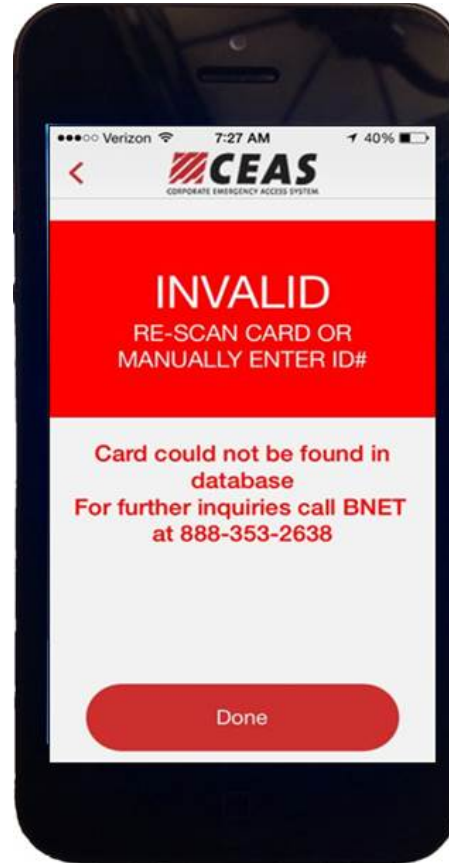 Verizon 7:27 AM 40%
CEAS
CORPORATE EMERGENCY ACCESS SYSTEM
INVALID
RE-SCAN CARD OR
MANUALLY ENTER ID#
Card could not be found in
database
For further inquiries call BNET
at 888-353-2638
Done